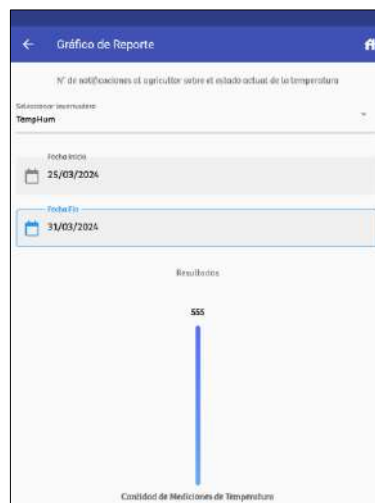 Gráfico de Reporte
N° de notificaciones al agricultor sobre el estado actual de la temperatura
Seleccionar Invernadero
TempHum
Fecha Inicio
25/03/2024
Fecha Fin
31/03/2024
Resultados
555
Cantidad de Mediciones de Temperatura